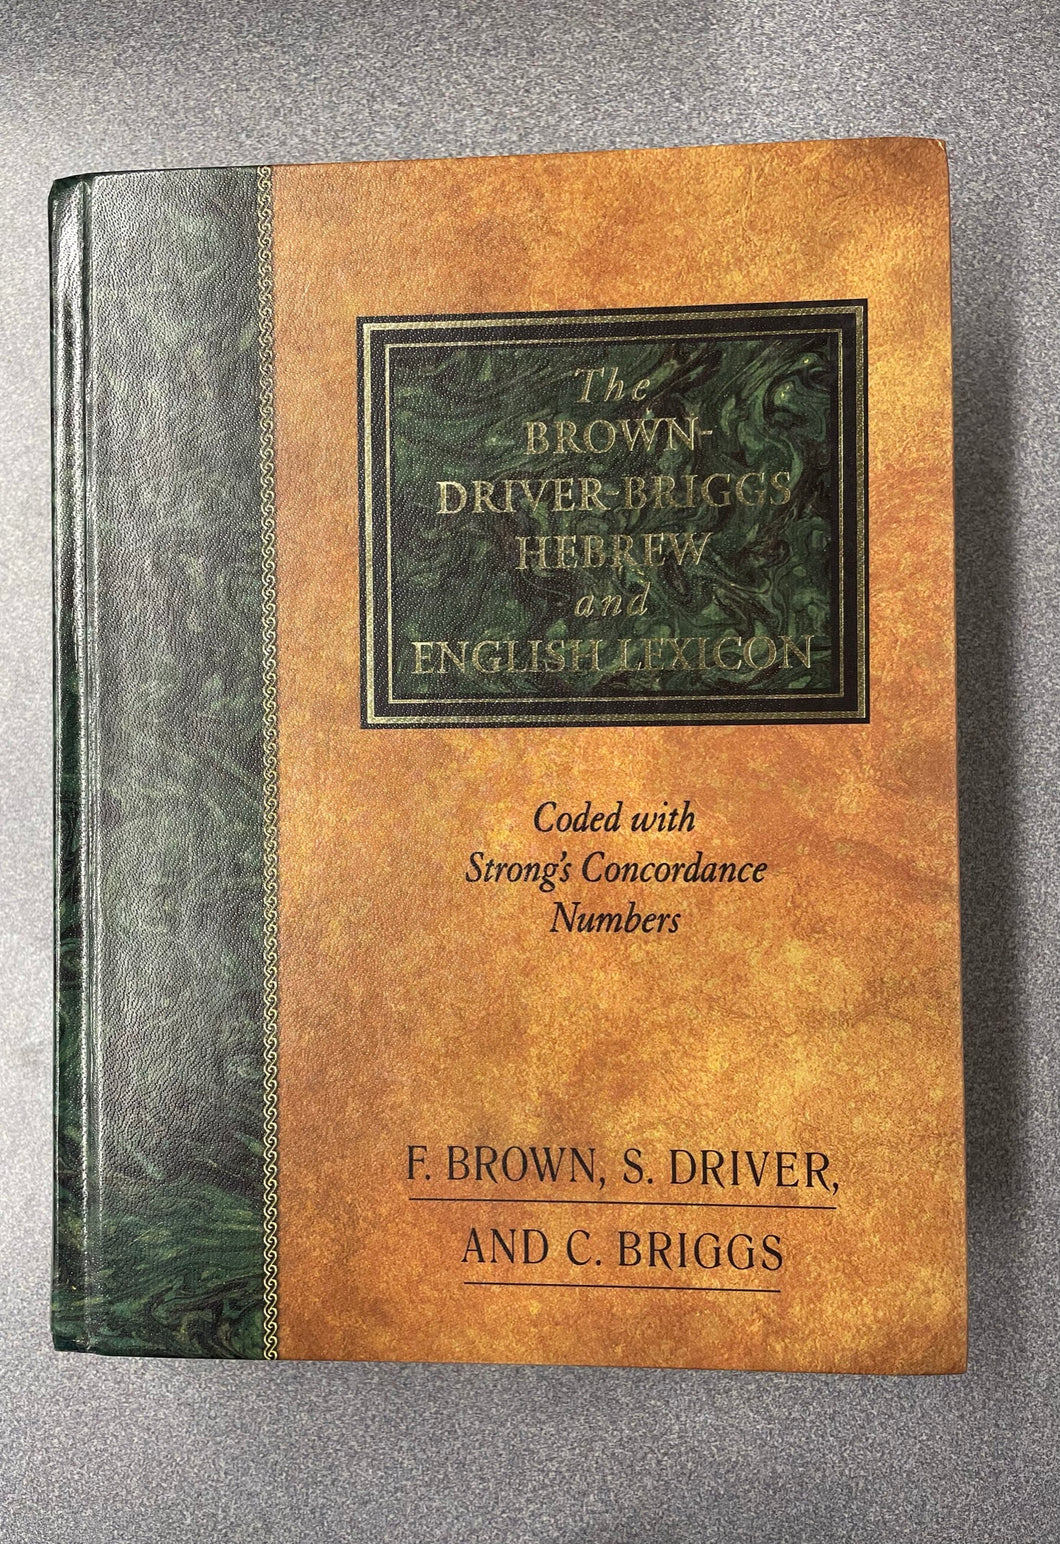 The
BROWN-
DRIVER-BRIGGS
HEBREW
and
ENGLISH LEXICON
Coded with
Strong's Concordance
Numbers
F. BROWN, S. DRIVER,
AND C. BRIGGS